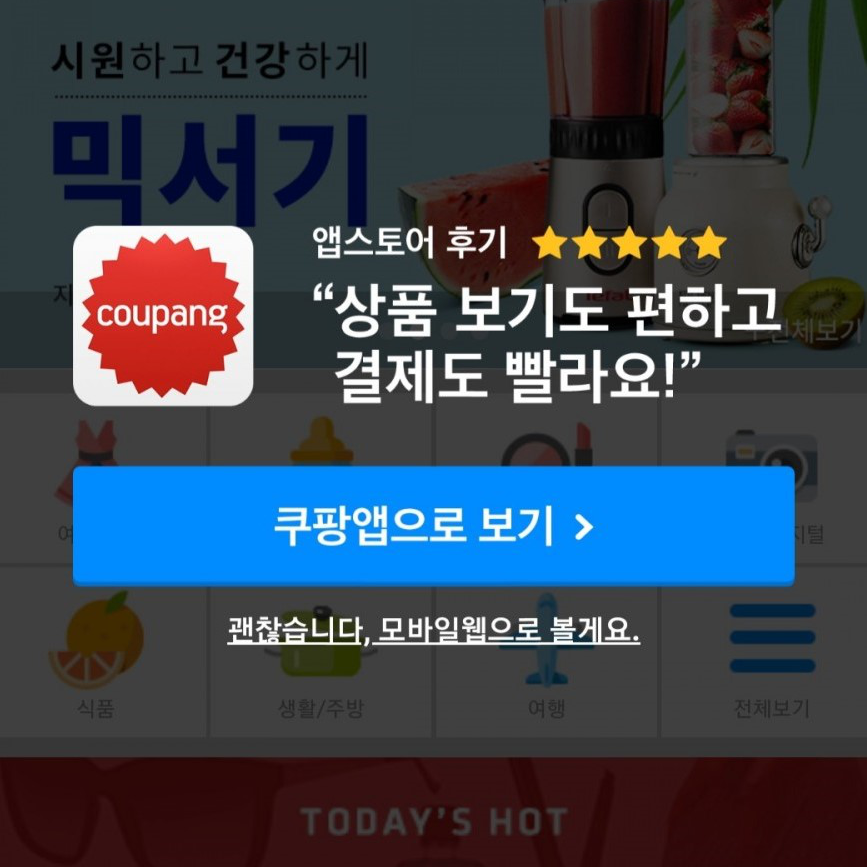 시원하고 건강하게
믹서기
앱스토어 후기
coupang
“상품 보기도 편하고
결제도 빨라요!”
Tefal
전체보기
쿠팡앱으로 보기 >
지털
괜찮습니다, 모바일웹으로 볼게요.
식품
생활/주방
여행
전체보기
TODAY'S HOT